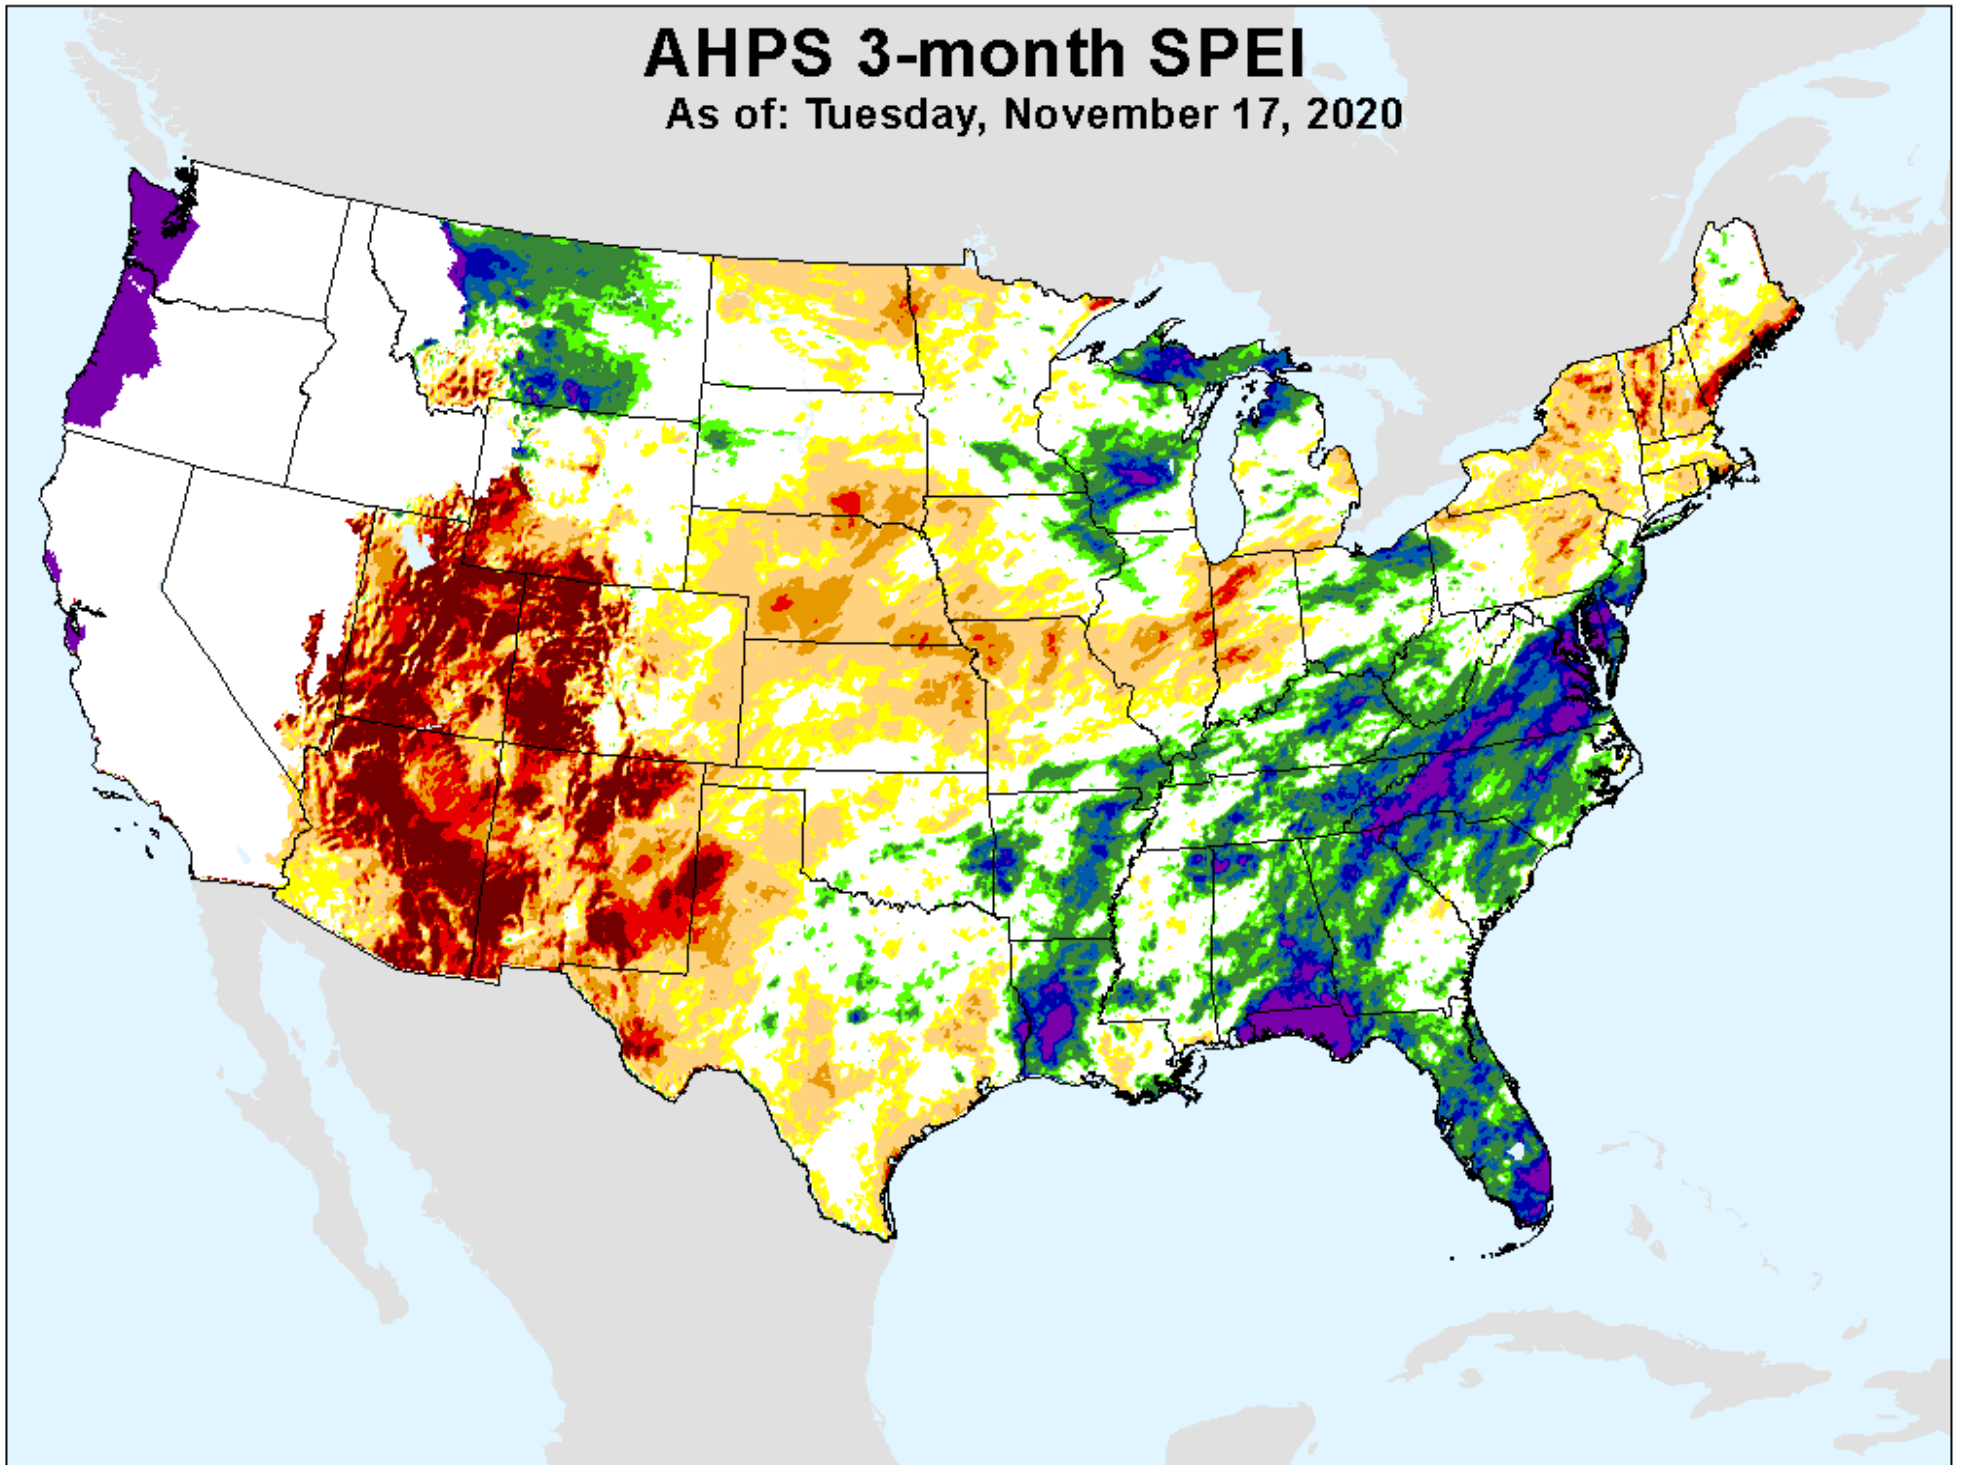 AHPS 3-month SPEI
As of: Tuesday, November 17, 2020